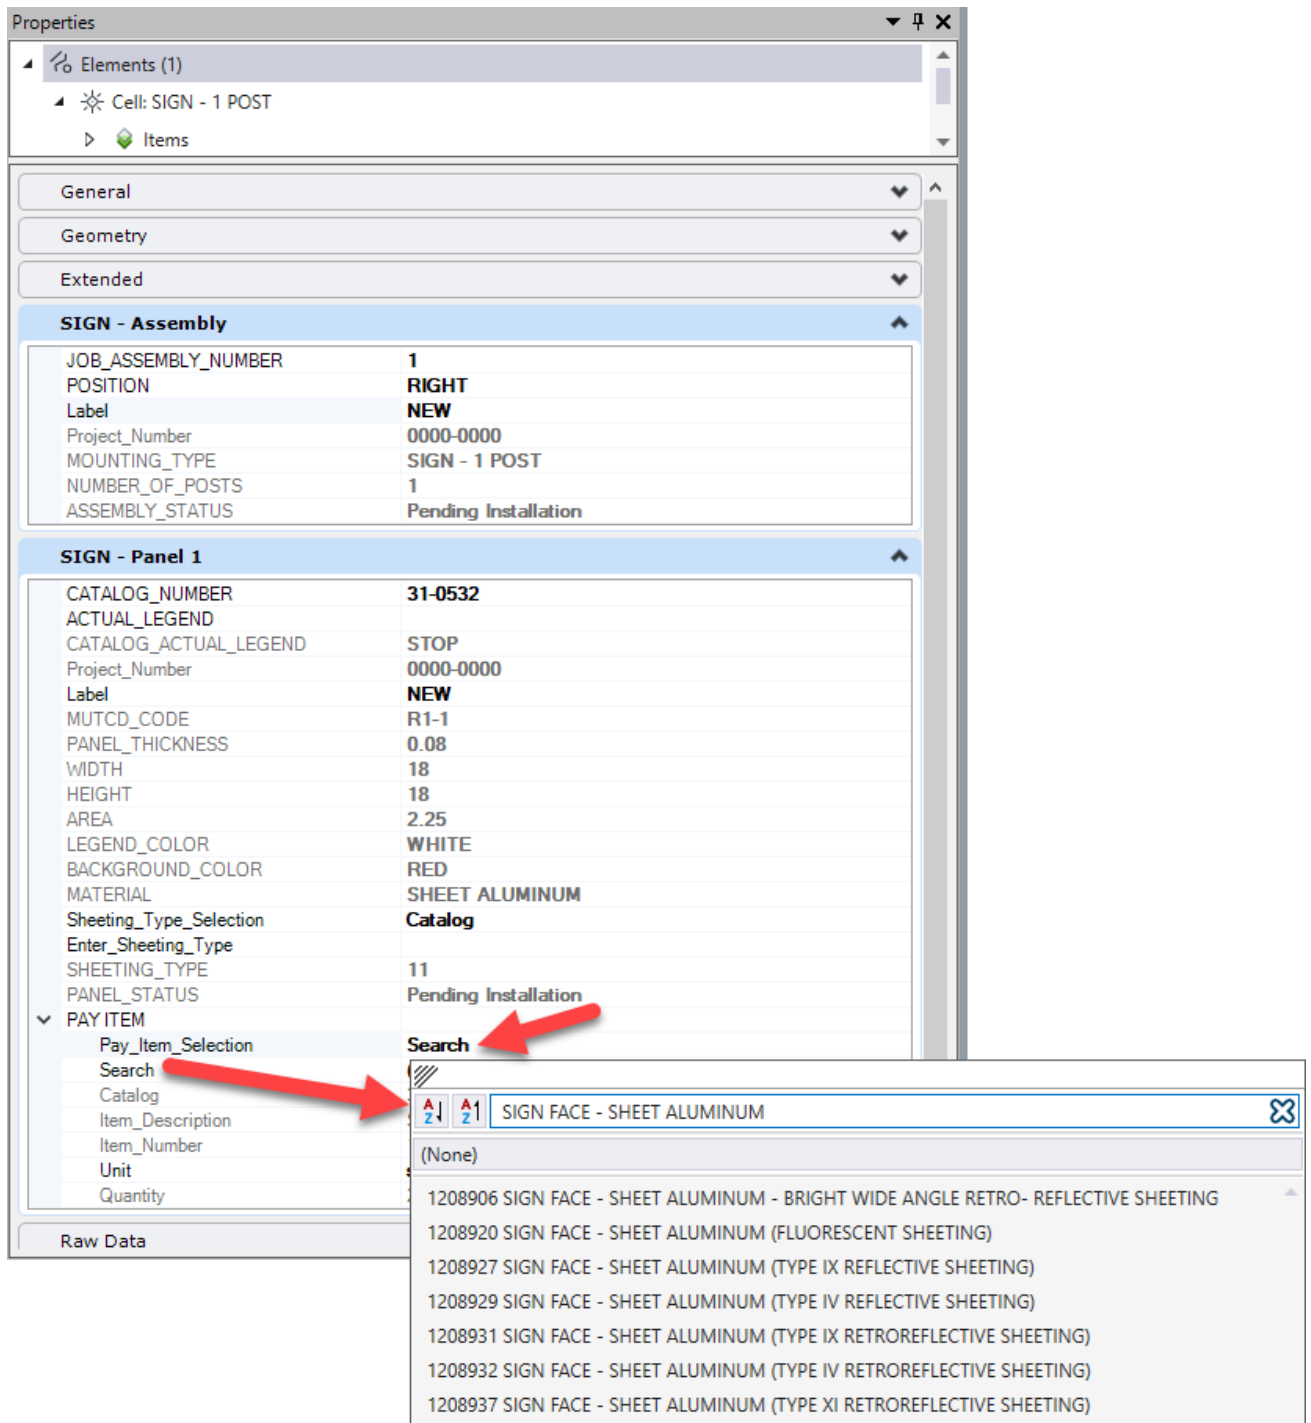 Properties
Elements (1)
Cell: SIGN - 1 POST
Items
General
Geometry
Extended
SIGN - Assembly
JOB_ASSEMBLY_NUMBER 1
POSITION RIGHT
Label NEW
Project_Number 0000-0000
MOUNTING_TYPE SIGN - 1 POST
NUMBER_OF_POSTS 1
ASSEMBLY_STATUS Pending Installation
SIGN - Panel 1
CATALOG_NUMBER 31-0532
ACTUAL_LEGEND
CATALOG_ACTUAL_LEGEND STOP
Project_Number 0000-0000
Label NEW
MUTCD_CODE R1-1
PANEL_THICKNESS 0.08
WIDTH 18
HEIGHT 18
AREA 2.25
LEGEND_COLOR WHITE
BACKGROUND_COLOR RED
MATERIAL SHEET ALUMINUM
Sheeting_Type_Selection Catalog
Enter_Sheeting_Type
SHEETING_TYPE 11
PANEL_STATUS Pending Installation
PAY ITEM
Pay_Item_Selection Search
Search
Catalog
Item_Description
Item_Number
Unit
Quantity
Raw Data
SIGN FACE - SHEET ALUMINUM
(None)
1208906 SIGN FACE - SHEET ALUMINUM - BRIGHT WIDE ANGLE RETRO- REFLECTIVE SHEETING
1208920 SIGN FACE - SHEET ALUMINUM (FLUORESCENT SHEETING)
1208927 SIGN FACE - SHEET ALUMINUM (TYPE IX REFLECTIVE SHEETING)
1208929 SIGN FACE - SHEET ALUMINUM (TYPE IV REFLECTIVE SHEETING)
1208931 SIGN FACE - SHEET ALUMINUM (TYPE IX RETROREFLECTIVE SHEETING)
1208932 SIGN FACE - SHEET ALUMINUM (TYPE IV RETROREFLECTIVE SHEETING)
1208937 SIGN FACE - SHEET ALUMINUM (TYPE XI RETROREFLECTIVE SHEETING)